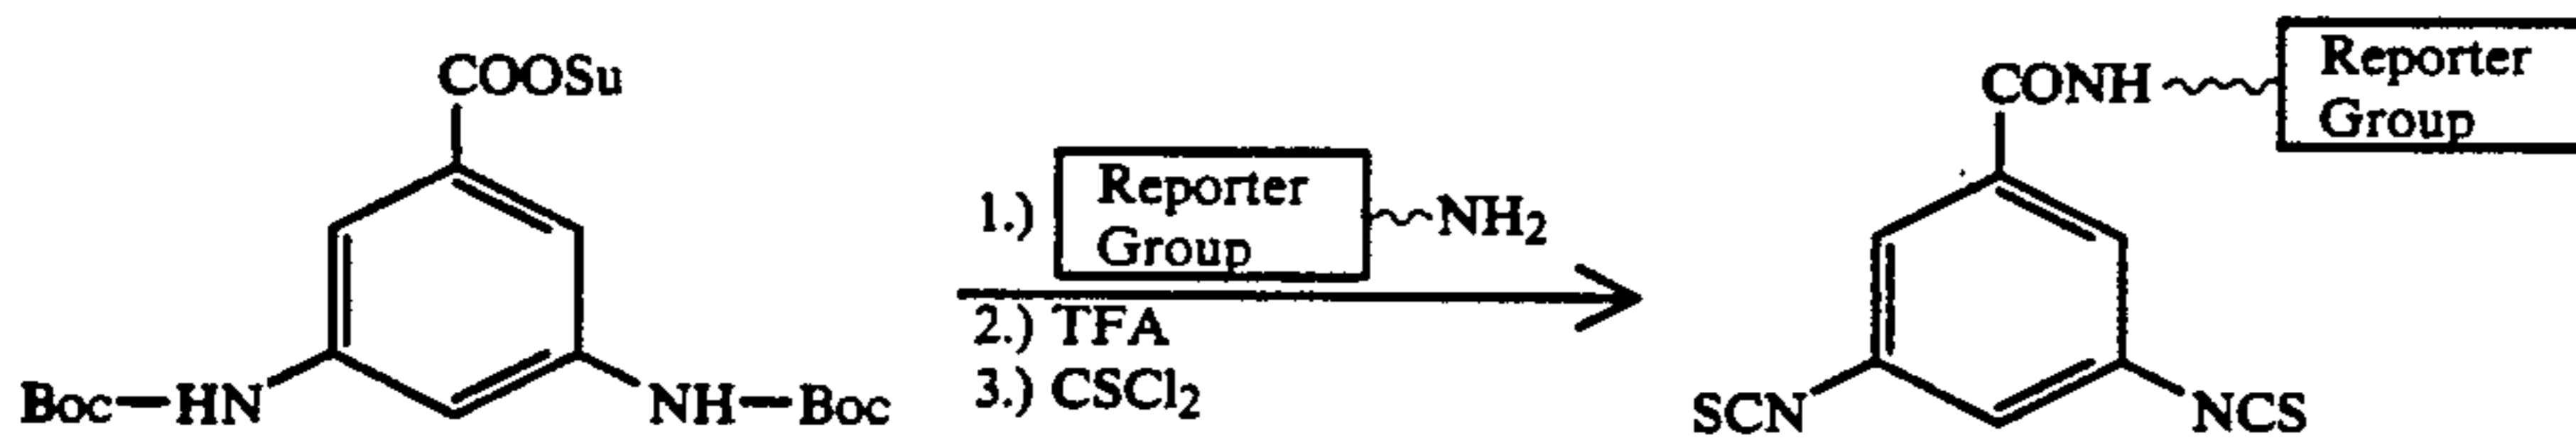 COOSu
Boc—HN
NH—Boc
1.) Reporter Group ~NH₂
2.) TFA
3.) CSCl₂
CONH
Reporter
Group
SCN
NCS